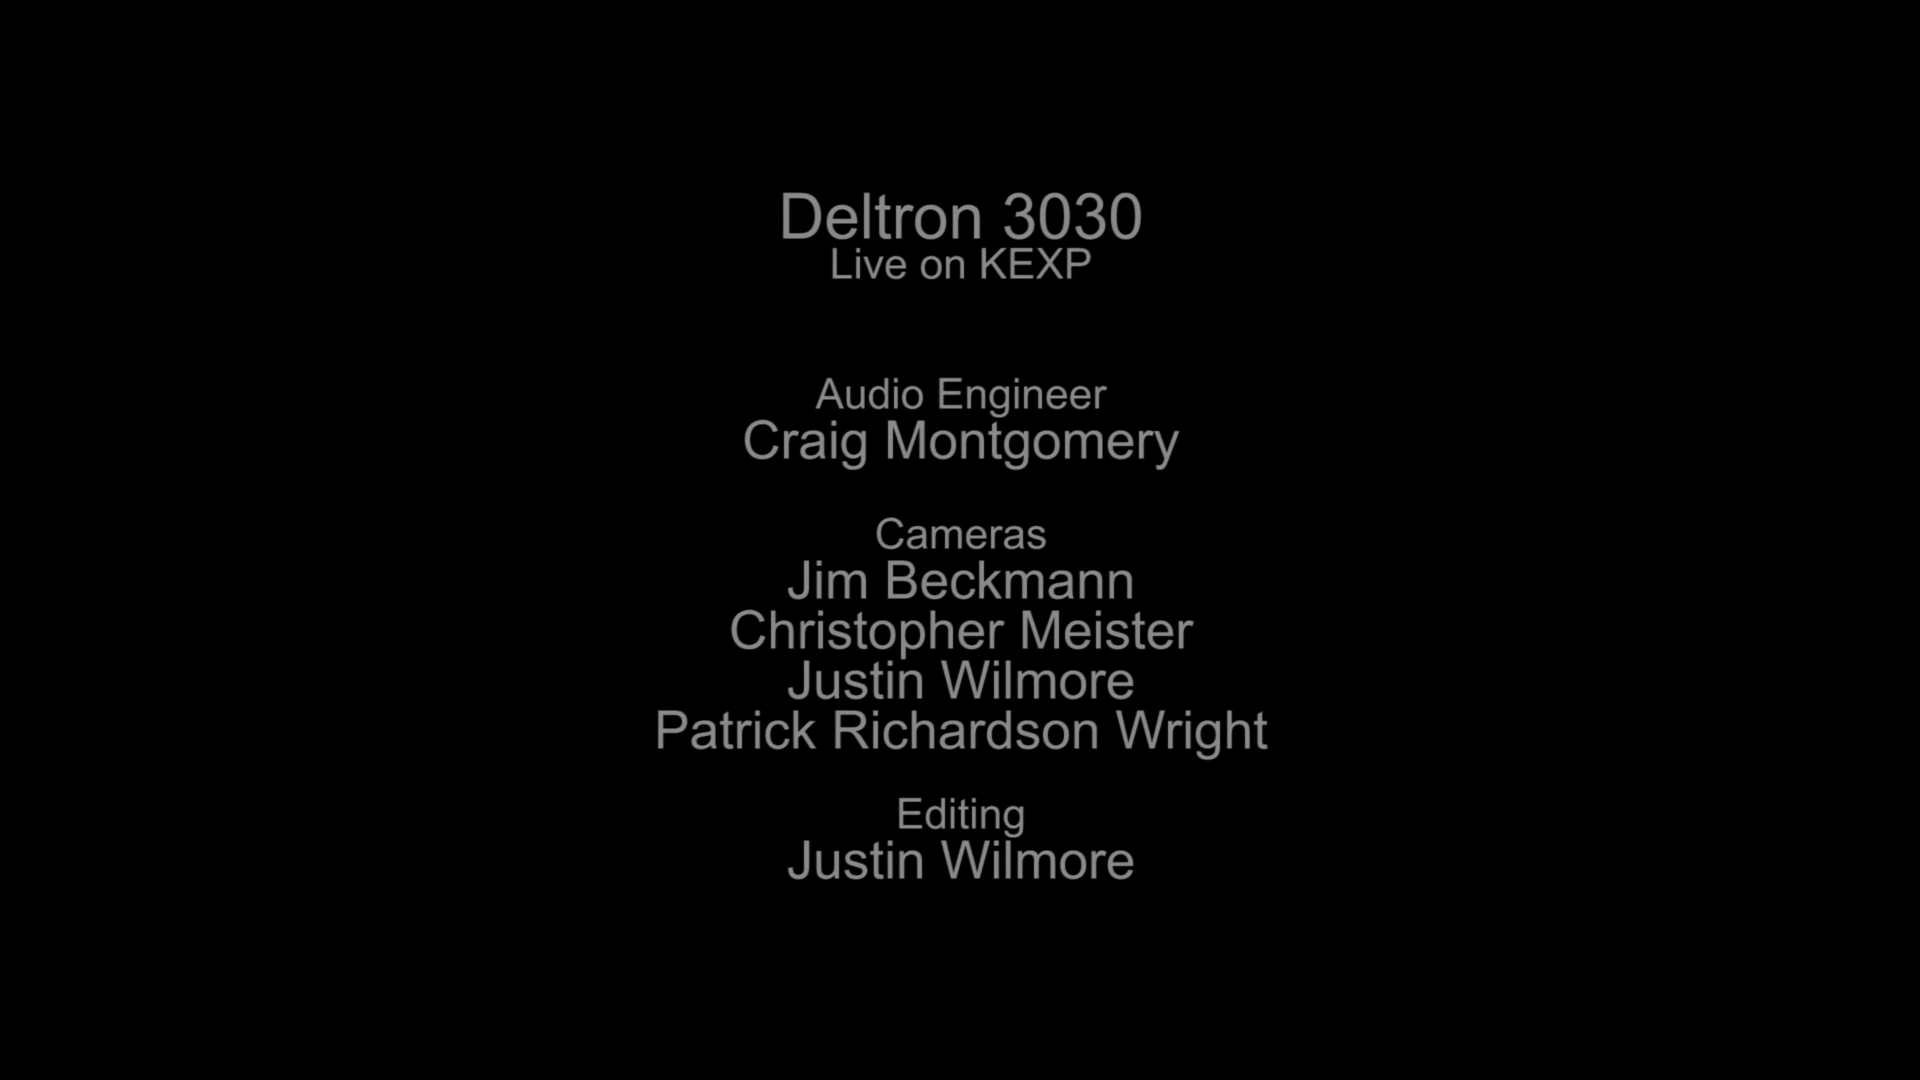 Deltron 3030
Live on KEXP
Audio Engineer
Craig Montgomery
Cameras
Jim Beckmann
Christopher Meister
Justin Wilmore
Patrick Richardson Wright
Editing
Justin Wilmore